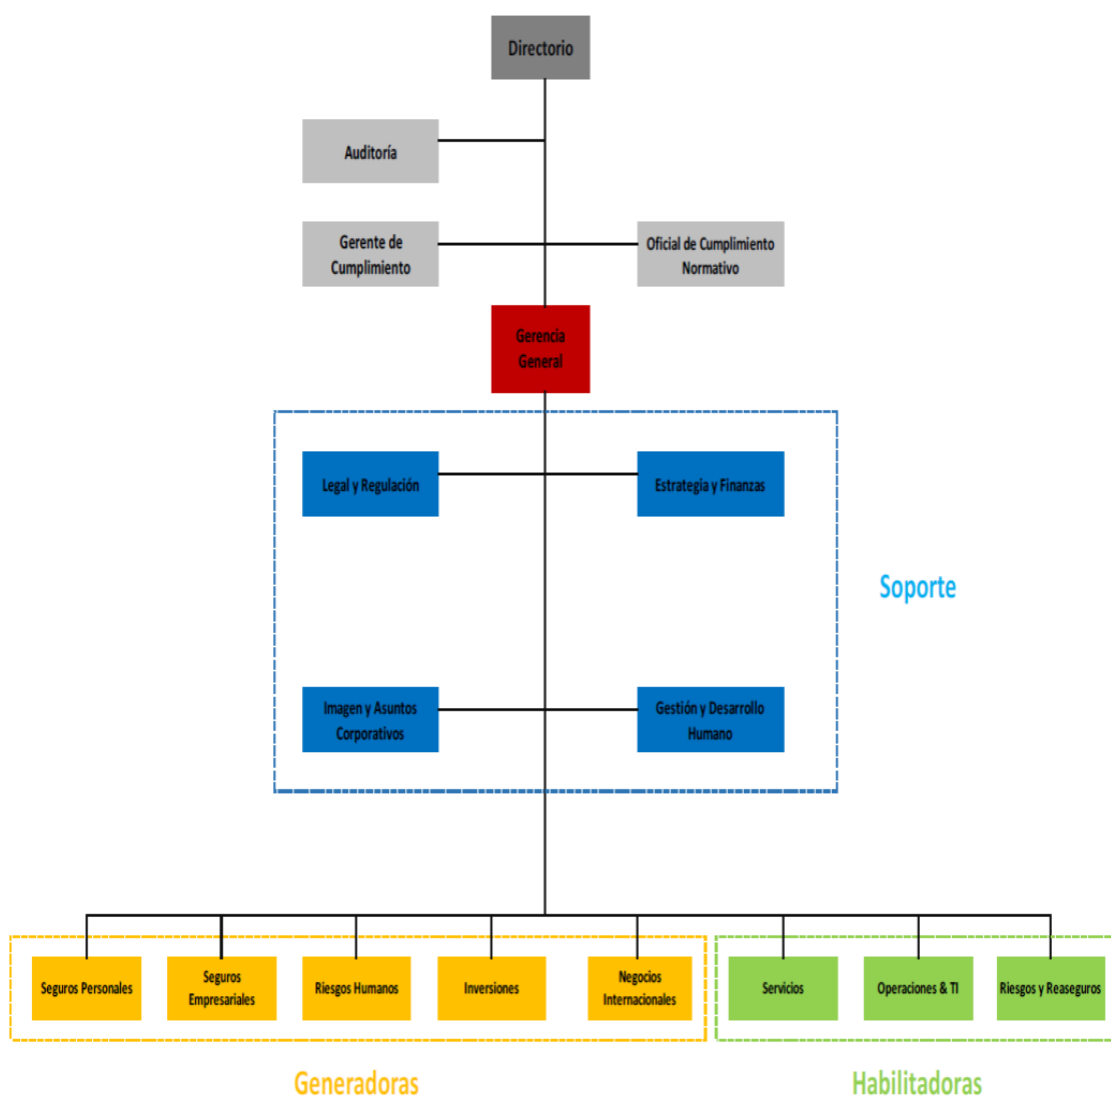 Directorio
Auditoría
Gerente de
Cumplimiento
Oficial de Cumplimiento
Normativo
Gerencia
General
Legal y Regulación
Estrategia y Finanzas
Soporte
Imagen y Asuntos
Corporativos
Gestión y Desarrollo
Humano
Seguros Personales
Seguros
Empresariales
Riesgos Humanos
Inversiones
Negocios
Internacionales
Servicios
Operaciones & TI
Riesgos y Reaseguros
Generadoras
Habilitadoras